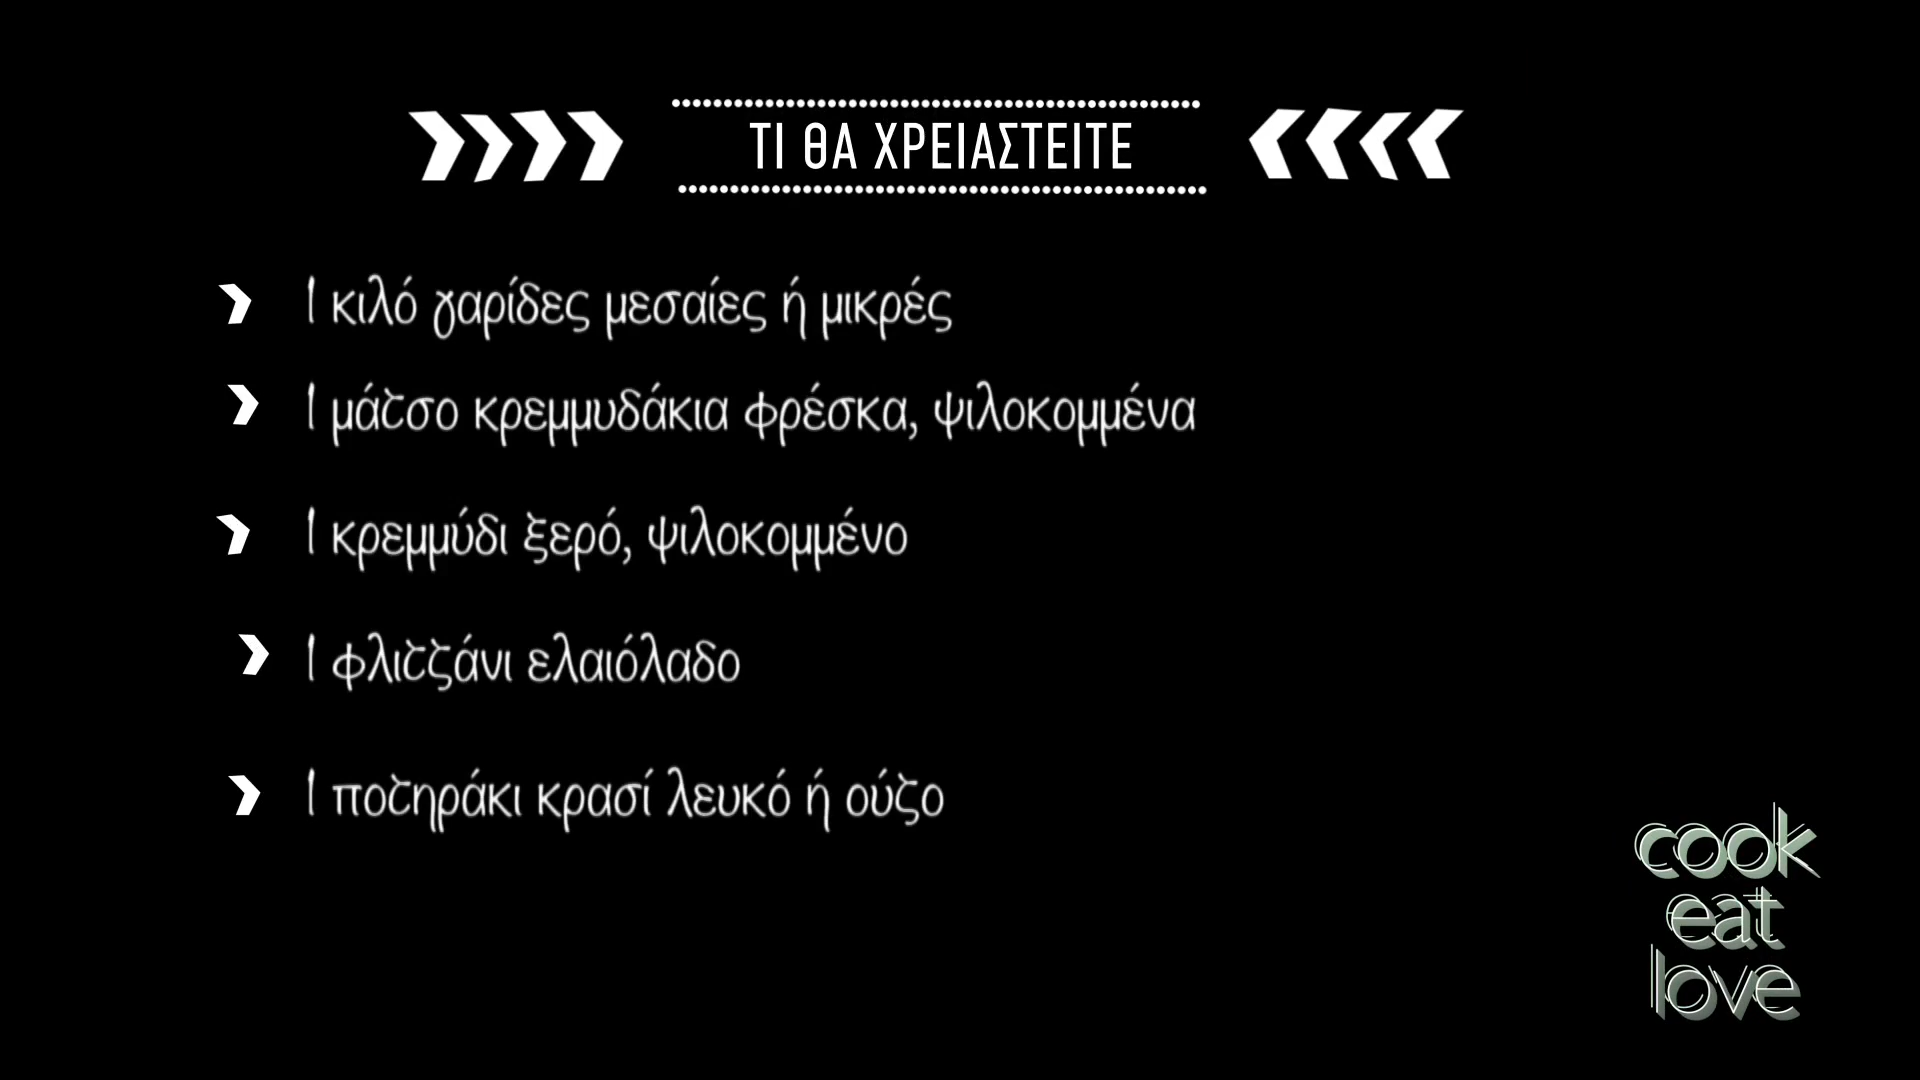 ΤΙ ΘΑ ΧΡΕΙΑΣΤΕΙΤΕ
1 κιλό γαρίδες μεσαίες ή μικρές
1 μάτσο κρεμμυδάκια φρέσκα, ψιλοκομμένα
1 κρεμμύδι ξερό, ψιλοκομμένο
1 φλιτζάνι ελαιόλαδο
1 ποτηράκι κρασί λευκό ή ούζο
cook
eat
love